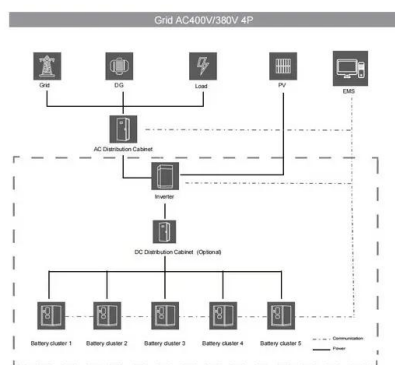 Grid AC400V/380V 4P
Grid
DG
Load
PV
EMS
AC Distribution Cabinet
Inverter
DC Distribution Cabinet (Optional)
Battery cluster 1
Battery cluster 2
Battery cluster 3
Battery cluster 4
Battery cluster 5
Communication
Power